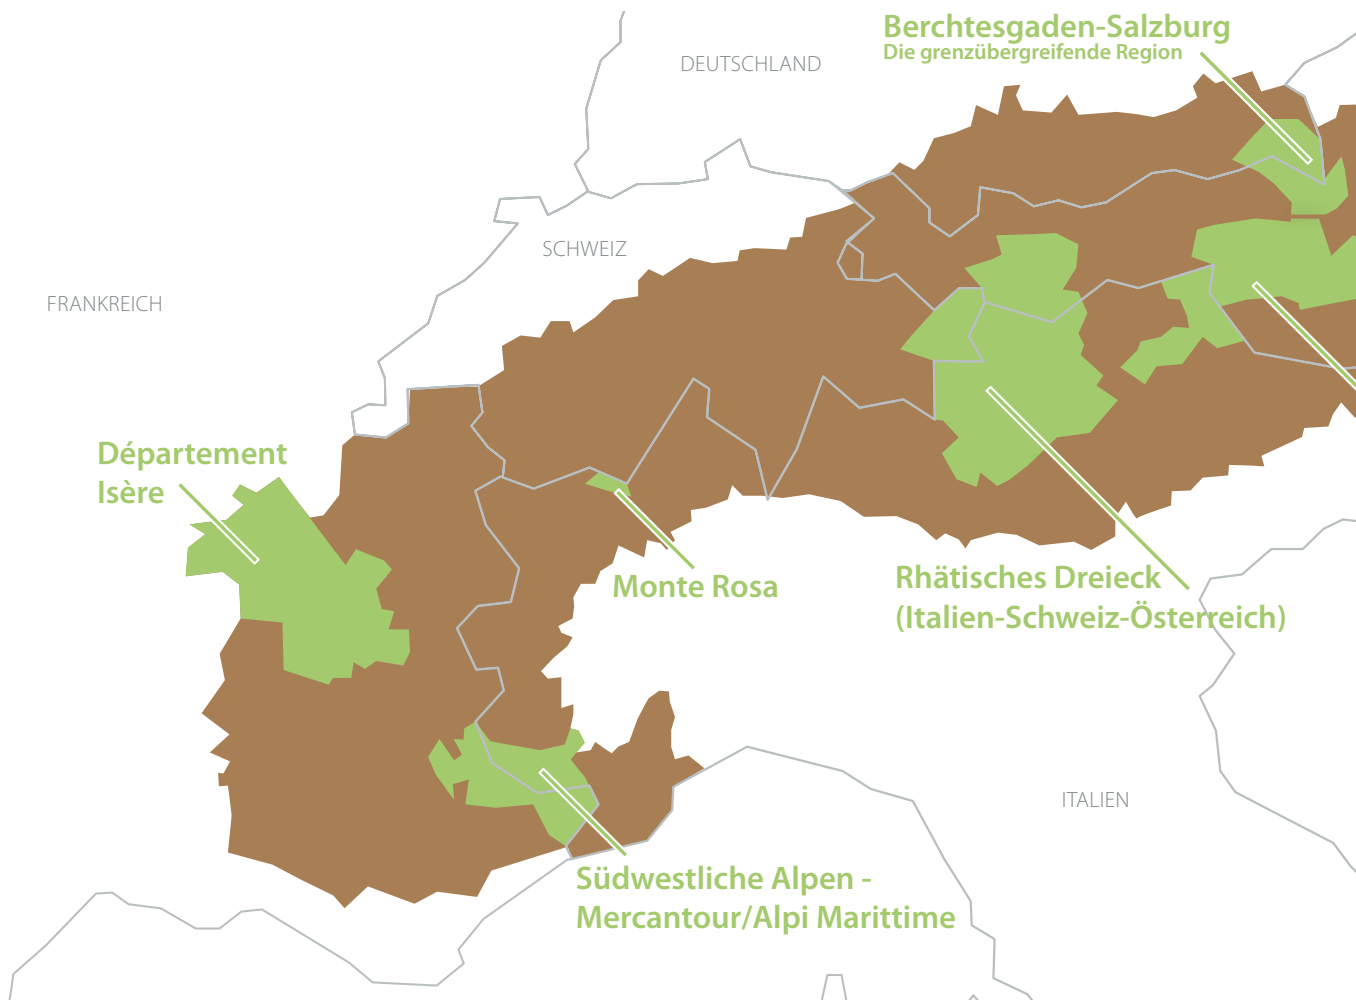 Berchtesgaden-Salzburg
Die grenzübergreifende Region
DEUTSCHLAND
SCHWEIZ
FRANKREICH
Département
Isère
Monte Rosa
Rhätisches Dreieck
(Italien-Schweiz-Österreich)
ITALIEN
Südwestliche Alpen -
Mercantour/Alpi Marittime